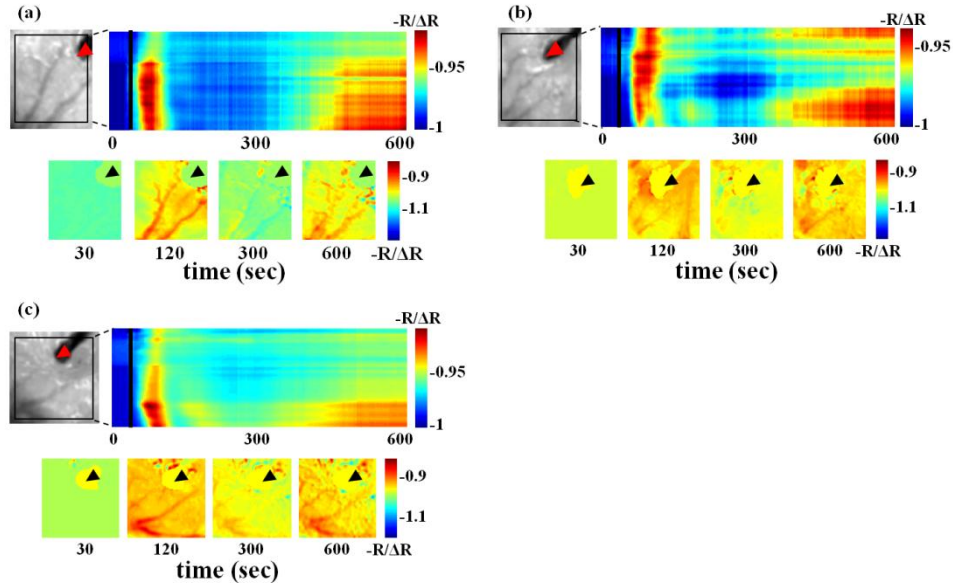 (a)
-R/ΔR
-0.95
-1
0 300 600
-0.9
-1.1
30 120 300 600 -R/ΔR
time (sec)
(b)
-R/ΔR
-0.95
-1
0 300 600
-0.9
-1.1
30 120 300 600 -R/ΔR
time (sec)
(c)
-R/ΔR
-0.95
-1
0 300 600
-0.9
-1.1
30 120 300 600 -R/ΔR
time (sec)